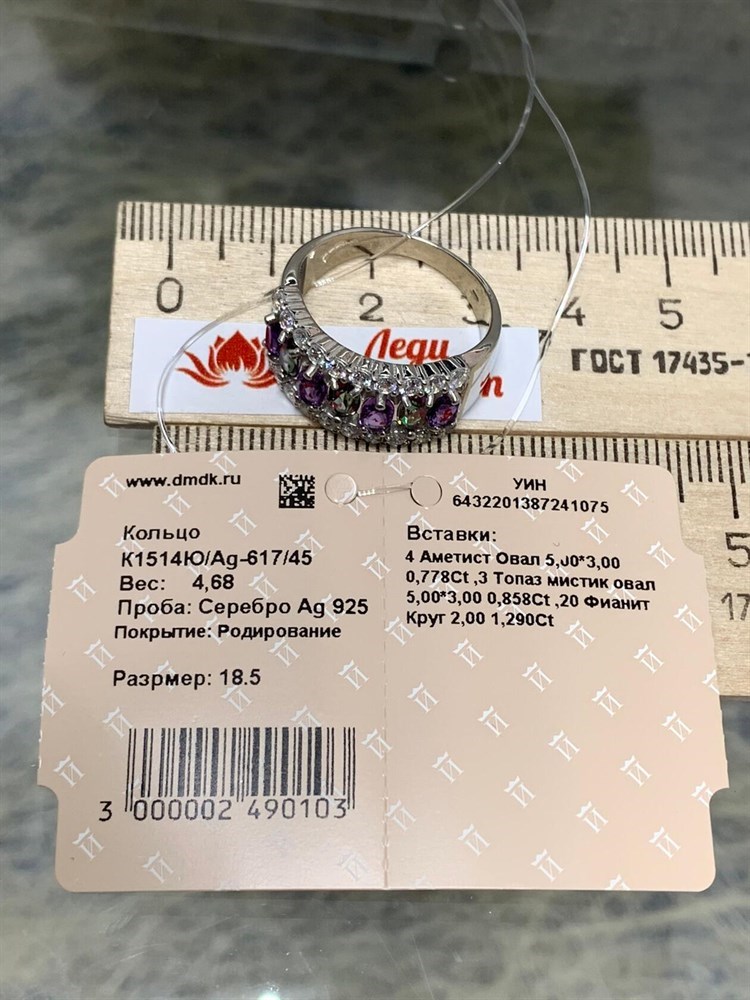 0 2 4 5
Леди
ГОСТ 17435-
5
17
www.dmdk.ru
Кольцо
К1514Ю/Ag-617/45
Вес: 4,68
Проба: Серебро Ag 925
Покрытие: Родирование
Разрмер: 18.5
3 000002 490103
УИН
6432201387241075
Вставки:
4 Аметист Овал 5,00*3,00
0,778Ct ,3 Топаз мистик овал
5,00*3,00 0,858Ct ,20 Фианит
Круг 2,00 1,290Ct